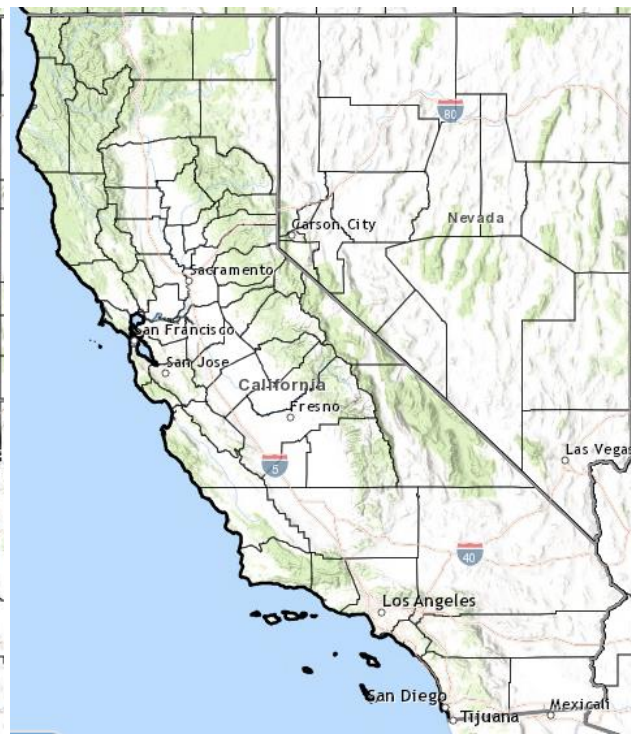 80
Nevada
Carson City
Sacramento
San Francisco
San Jose
California
Fresno
5
Las Vegas
40
Los Angeles
San Diego
Tijuana
Mexicali